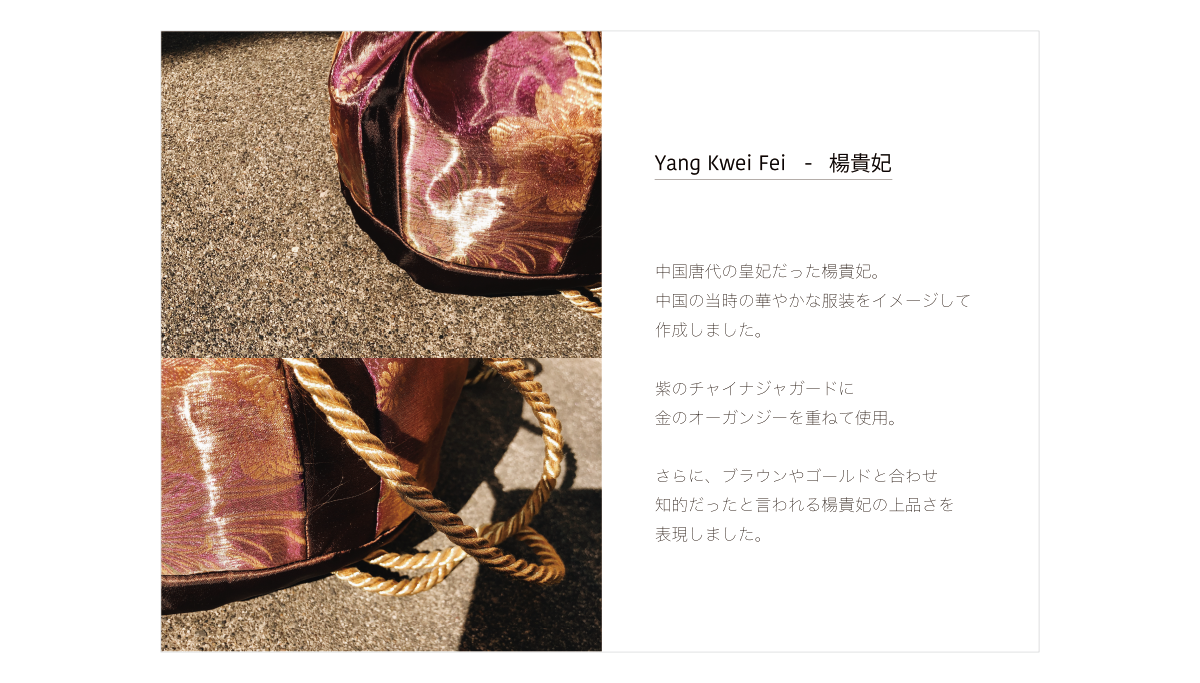 Yang Kwei Fei - 楊貴妃
中国唐代の皇妃だった楊貴妃。
中国の当時の華やかな服装をイメージして
作成しました。
紫のチャイナジャガードに
金のオーガンジーを重ねて使用。
さらに、ブラウンやゴールドと合わせ
知的だったと言われる楊貴妃の上品さを
表現しました。